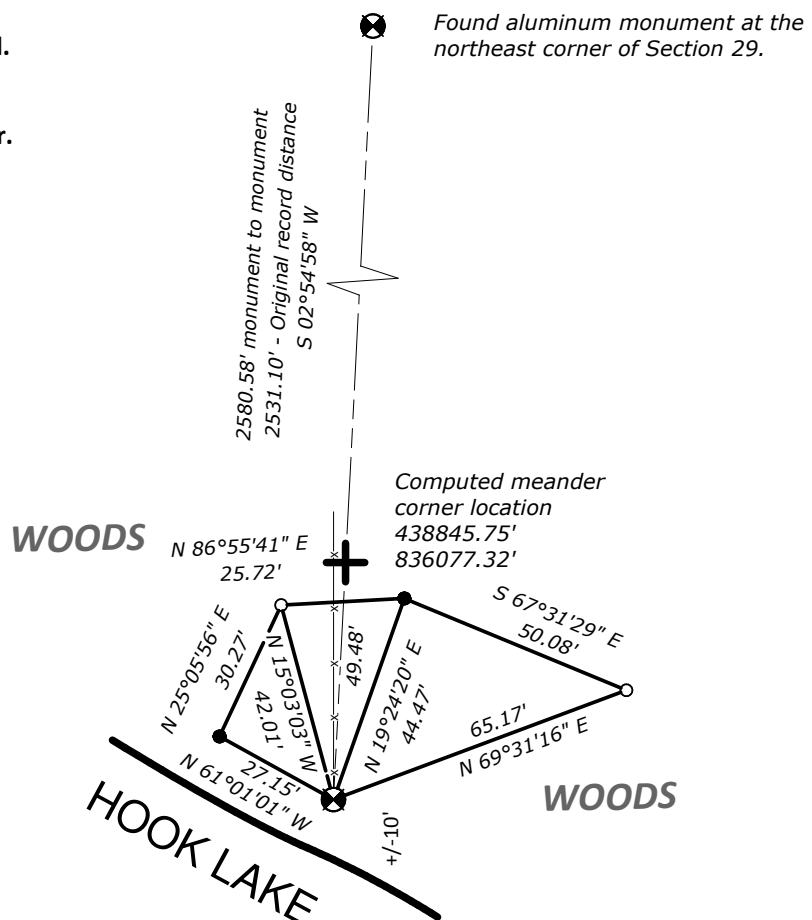 Found aluminum monument at the
northeast corner of Section 29.
l.
r.
2580.58' monument to monument
2531.10' - Original record distance
S 02°54'58" W
Computed meander
corner location
438845.75'
836077.32'
WOODS
N 86°55'41" E
25.72'
S 67°31'29" E
50.08'
N 25°05'56" E
30.27'
N 15°03'03" W
42.01'
49.48'
N 19°24'20" E
44.47'
65.17'
N 69°31'16" E
27.15'
N 61°01'01" W
+/-10'
WOODS
HOOK LAKE